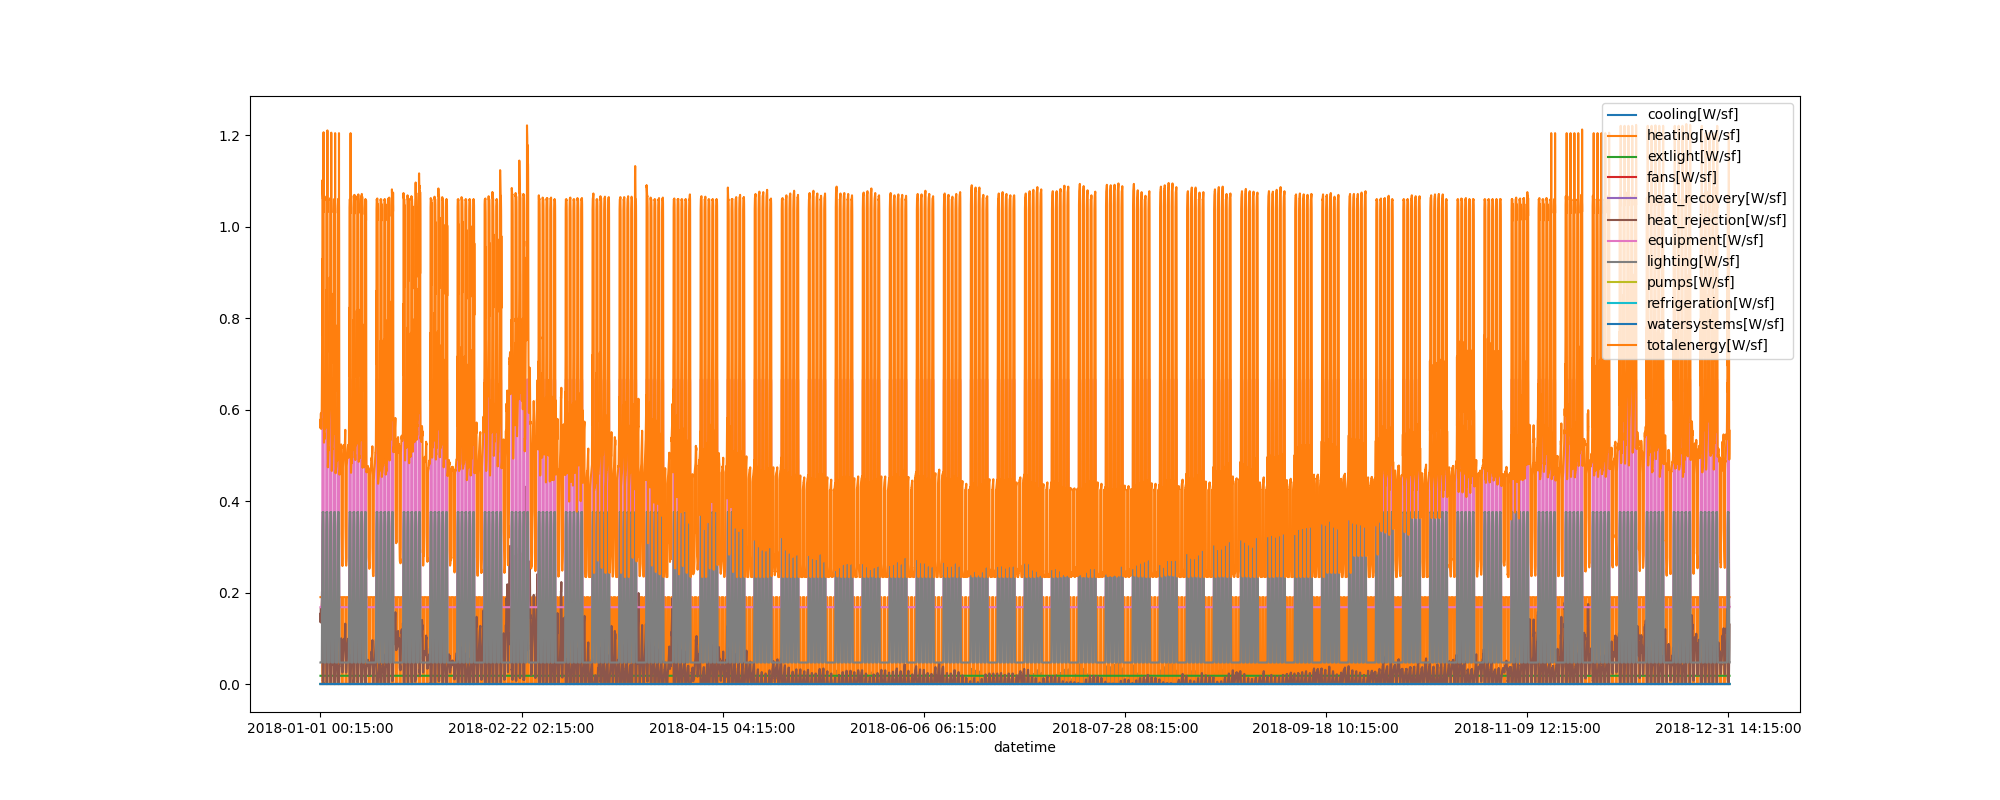 1.2
1.0
0.8
0.6
0.4
0.2
0.0
cooling[W/sf]
heating[W/sf]
extlight[W/sf]
fans[W/sf]
heat_recovery[W/sf]
heat_rejection[W/sf]
equipment[W/sf]
lighting[W/sf]
pumps[W/sf]
refrigeration[W/sf]
watersystems[W/sf]
totalenergy[W/sf]
2018-01-01 00:15:00 2018-02-22 02:15:00 2018-04-15 04:15:00 2018-06-06 06:15:00 2018-07-28 08:15:00 2018-09-18 10:15:00 2018-11-09 12:15:00 2018-12-31 14:15:00
datetime